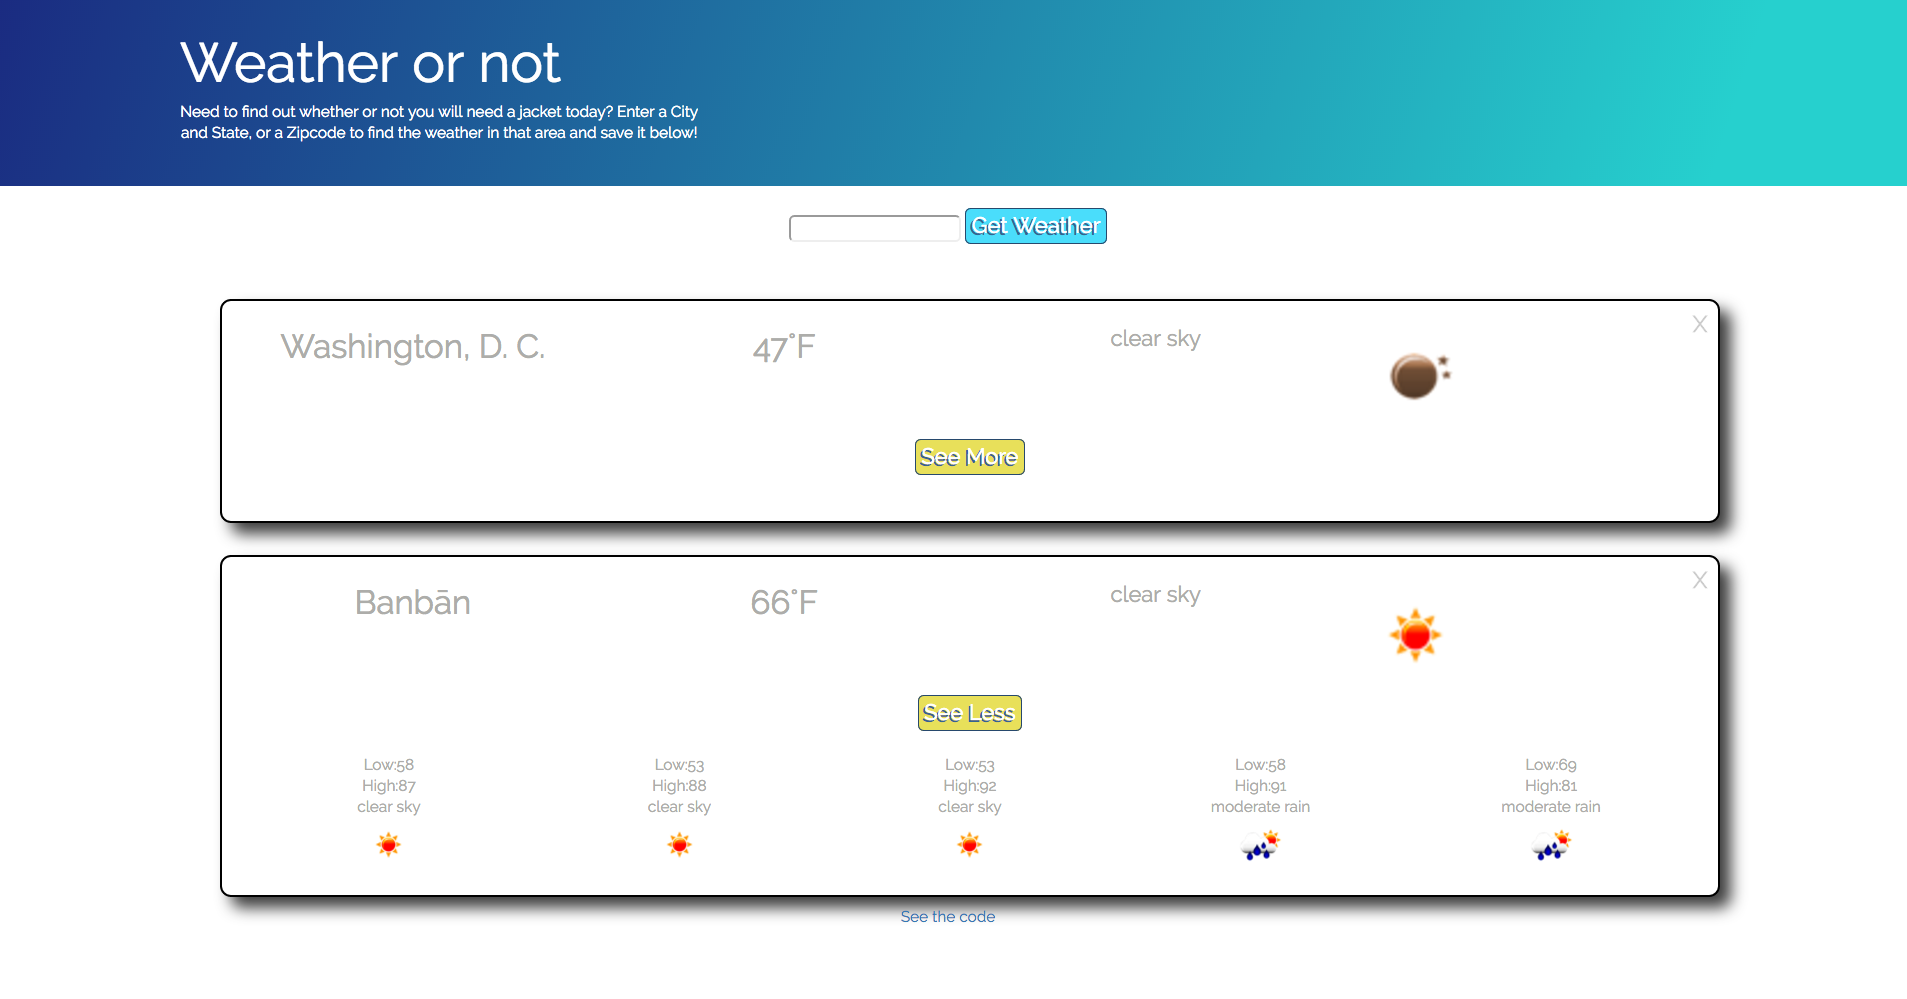 Weather or not
Need to find out whether or not you will need a jacket today? Enter a City
and State, or a Zipcode to find the weather in that area and save it below!
Get Weather
X
Washington, D. C.
47°F
clear sky
See More
X
Banbān
66°F
clear sky
See Less
Low:58
High:87
clear sky
Low:53
High:88
clear sky
Low:53
High:92
clear sky
Low:58
High:91
moderate rain
Low:69
High:81
moderate rain
See the code